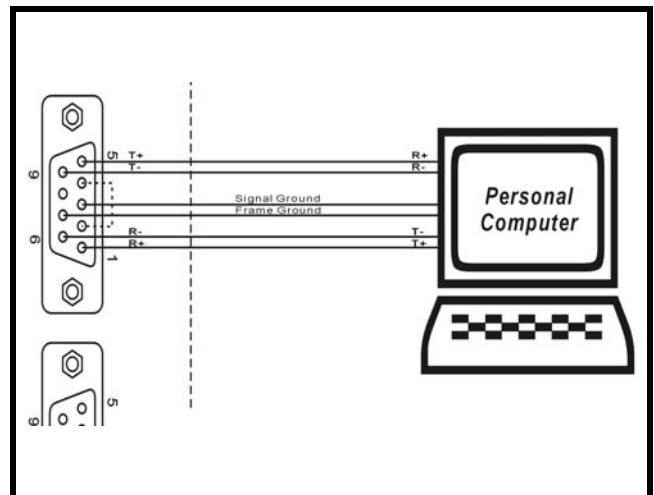 5 T+ R+
9 T- R-
Signal Ground
Personal
Computer
Frame Ground
6 R- T-
1 R+ T+
5
9